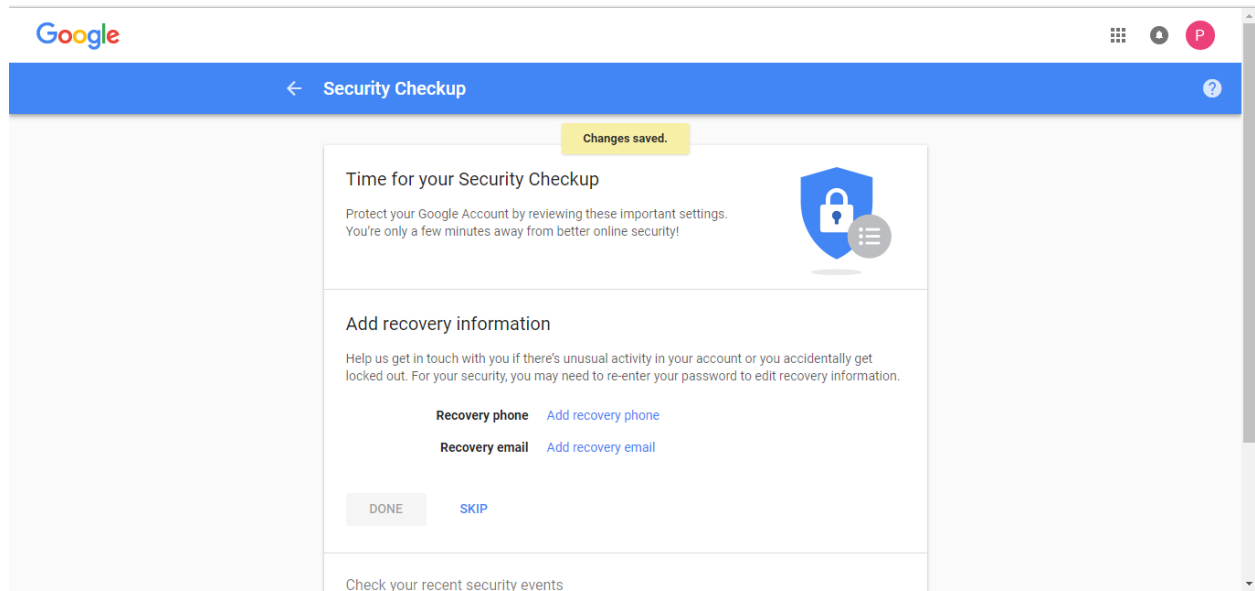 Google
P
Security Checkup
?
Changes saved.
Time for your Security Checkup
Protect your Google Account by reviewing these important settings.
You're only a few minutes away from better online security!
Add recovery information
Help us get in touch with you if there's unusual activity in your account or you accidentally get
locked out. For your security, you may need to re-enter your password to edit recovery information.
Recovery phone Add recovery phone
Recovery email Add recovery email
DONE SKIP
Check your recent security events